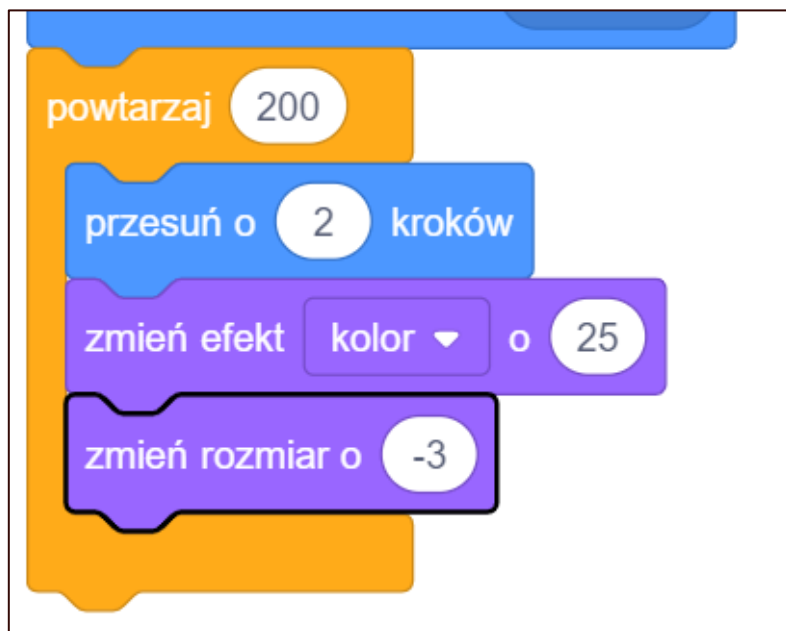 powtarzaj 200
przesuń o 2 kroków
zmień efekt kolor o 25
zmień rozmiar o -3